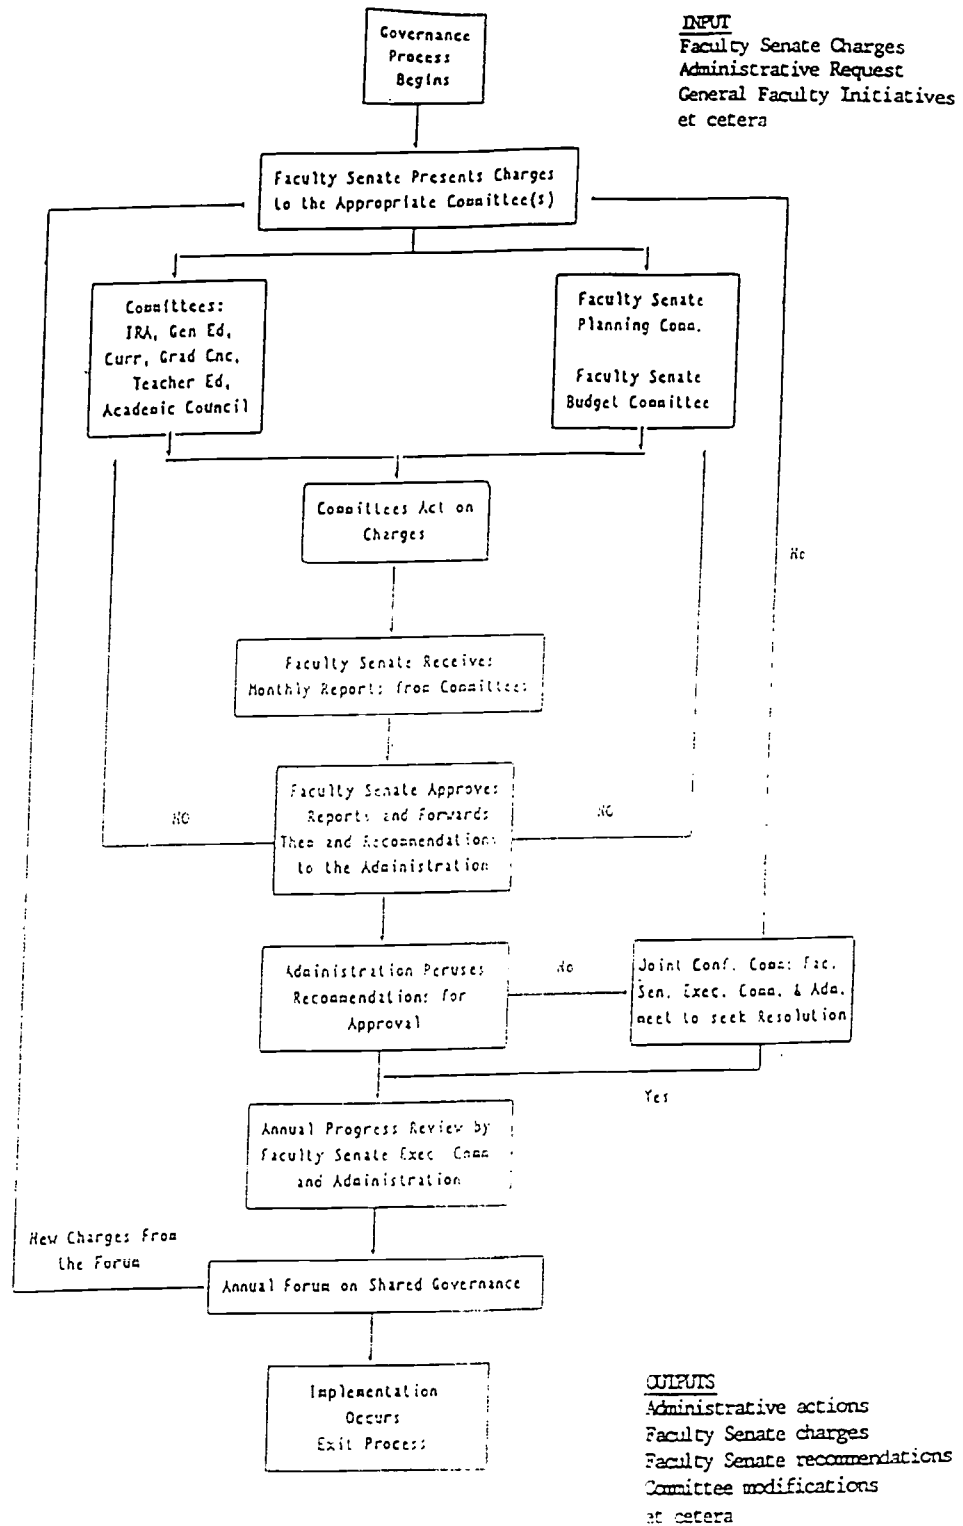 Governance
Process
Begins
INPUT
Faculty Senate Charges
Administrative Request
General Faculty Initiatives
et cetera
Faculty Senate Presents Charges
to the Appropriate Committee(s)
Committees:
IRA, Gen Ed,
Curr, Grad Cnc,
Teacher Ed,
Academic Council
Faculty Senate
Planning Comm.
Faculty Senate
Budget Committee
Committees Act on
Charges
No
Faculty Senate Receives
Monthly Reports from Committees
Faculty Senate Approves
Reports and Forwards
Them and Recommendations
to the Administration
NO
NO
Administration Peruses
Recommendations for
Approval
No
Joint Conf. Comm: Fac.
Sen. Exec. Comm. & Adm.
meet to seek Resolution
Yes
Annual Progress Review by
Faculty Senate Exec Comm
and Administration
New Charges From
the Forum
Annual Forum on Shared Governance
Implementation
Occurs
Exit Process
OUTPUTS
Administrative actions
Faculty Senate charges
Faculty Senate recommendations
Committee modifications
et cetera